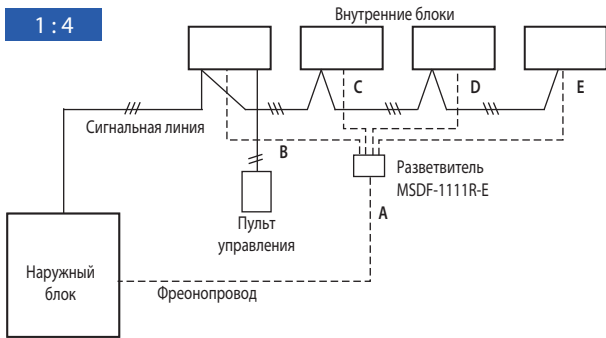 1 : 4
Внутренние блоки
C
D
E
Сигнальная линия
B
Разветвитель
MSDF-1111R-E
A
Пульт
управления
Наружный
блок
Фреонопровод